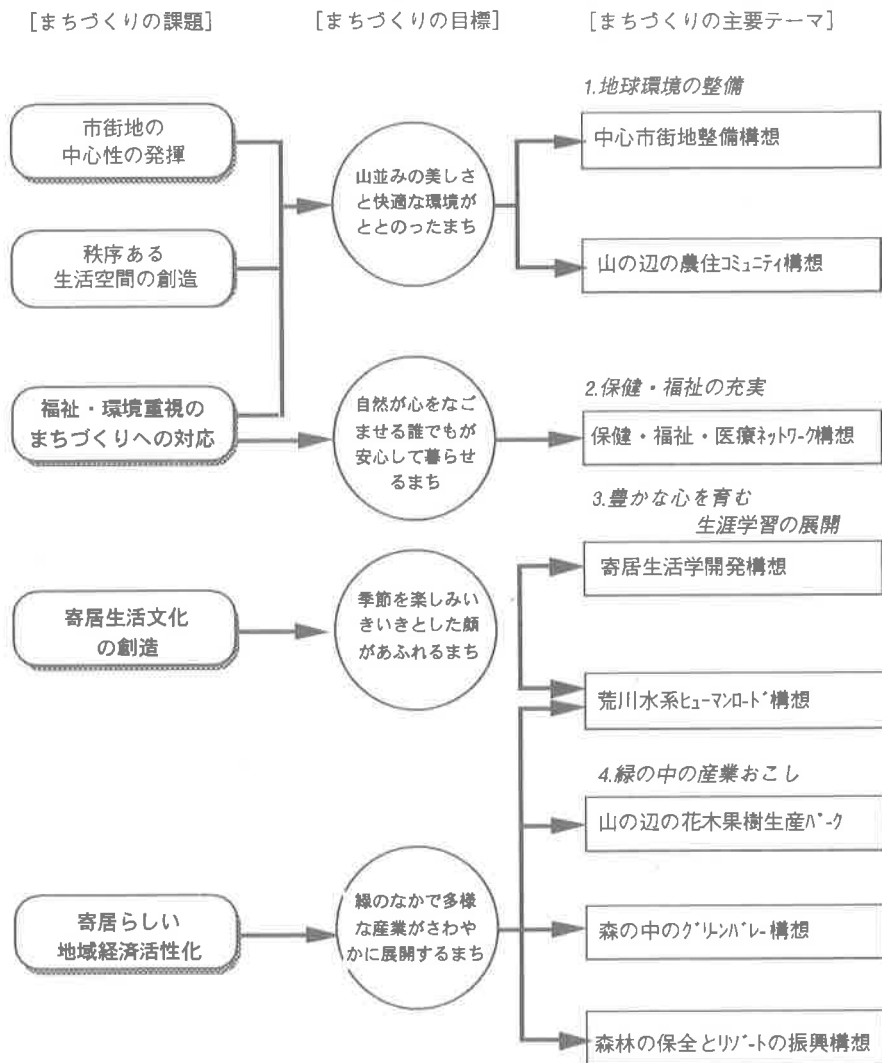 [まちづくりの課題]
[まちづくりの目標]
[まちづくりの主要テーマ]
市街地の
中心性の発揮
秩序ある
生活空間の創造
福祉・環境重視の
まちづくりへの対応
寄居生活文化
の創造
寄居らしい
地域経済活性化
山並みの美しさ
と快適な環境が
ととのったまち
自然が心をなご
ませる誰でもが
安心して暮らせ
るまち
季節を楽しみい
きいきとした顔
があふれるまち
緑のなかで多様
な産業がさわや
かに展開するまち
1.地球環境の整備
中心市街地整備構想
山の辺の農住コミュニティ構想
2.保健・福祉の充実
保健・福祉・医療ネットワーク構想
3.豊かな心を育む
生涯学習の展開
寄居生活学開発構想
荒川水系ヒューマンロード構想
4.緑の中の産業おこし
山の辺の花木果樹生産パーク
森の中のグリーンバレー構想
森林の保全とリゾートの振興構想